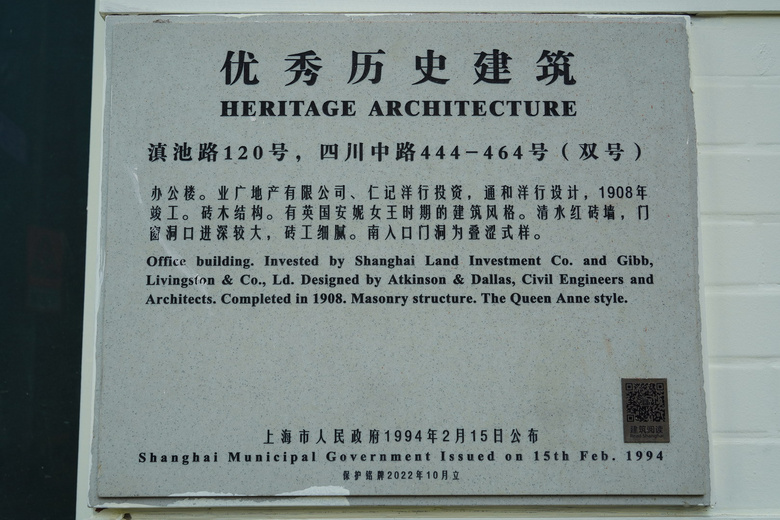 优秀历史建筑
HERITAGE ARCHITECTURE
滇池路120号，四川中路444－464号（双号）
办公楼。业广地产有限公司、仁记洋行投资，通和洋行设计，1908年
竣工。砖木结构。有英国安妮女王时期的建筑风格。清水红砖墙，门
窗洞口进深较大，砖工细腻。南入口门洞为叠涩式样。
Office building. Invested by Shanghai Land Investment Co. and Gibb,
Livingston & Co., Ld. Designed by Atkinson & Dallas, Civil Engineers and
Architects. Completed in 1908. Masonry structure. The Queen Anne style.
建筑阅读
上海市人民政府1994年2月15日公布
Shanghai Municipal Government Issued on 15th Feb. 1994
保护铭牌2022年10月立